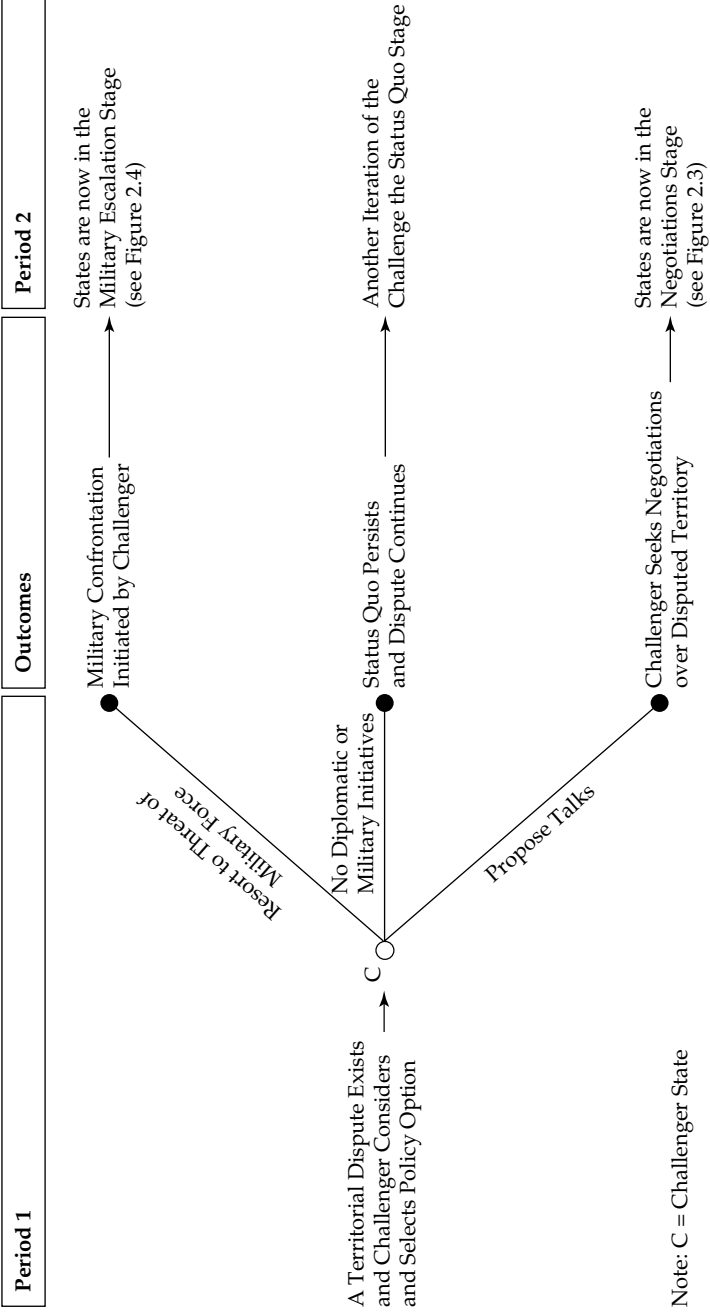 Period 1
Outcomes
Period 2
A Territorial Dispute Exists
and Challenger Considers
and Selects Policy Option
C
Resort to Threat of
Military Force
No Diplomatic or
Military Initiatives
Propose Talks
Military Confrontation
Initiated by Challenger
States are now in the
Military Escalation Stage
(see Figure 2.4)
Status Quo Persists
and Dispute Continues
Another Iteration of the
Challenge the Status Quo Stage
Challenger Seeks Negotiations
over Disputed Territory
States are now in the
Negotiations Stage
(see Figure 2.3)
Note: C = Challenger State